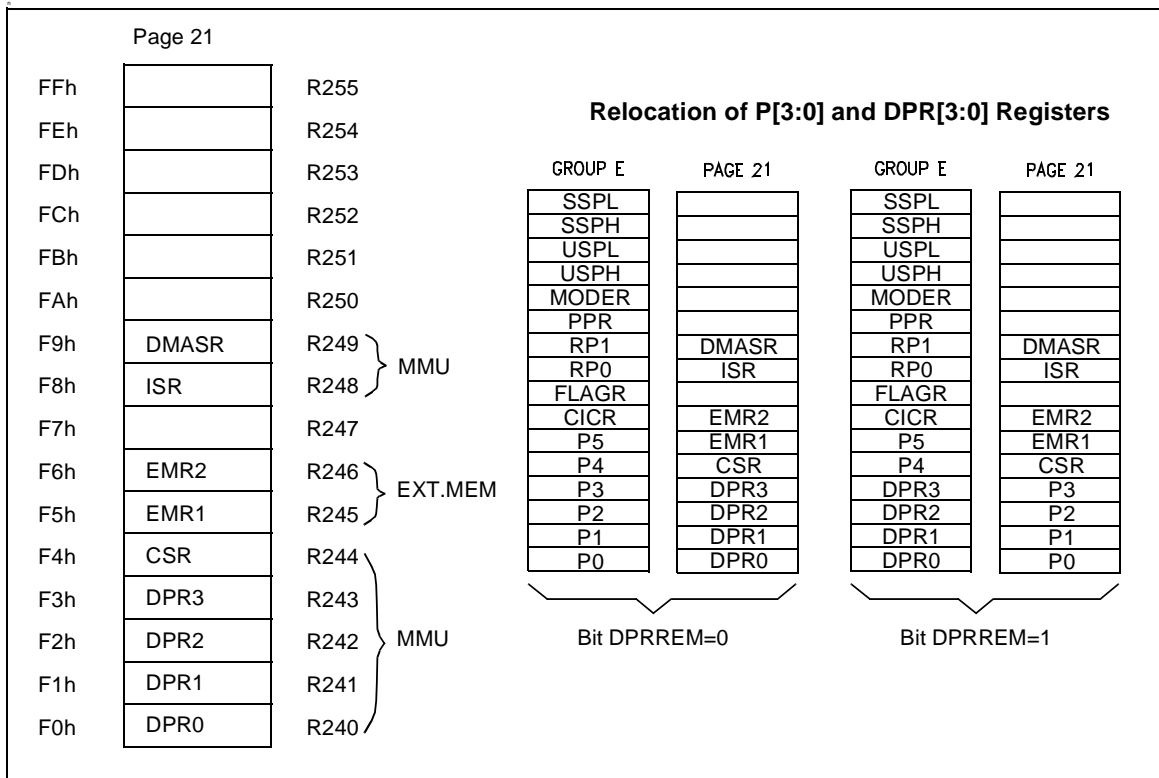 Page 21
FFh R255
FEh R254
FDh R253
FCh R252
FBh R251
FAh R250
F9h DMASR R249
MMU
F8h ISR R248
F7h R247
F6h EMR2 R246
EXT.MEM
F5h EMR1 R245
F4h CSR R244
F3h DPR3 R243
F2h DPR2 R242 MMU
F1h DPR1 R241
F0h DPR0 R240
Relocation of P[3:0] and DPR[3:0] Registers
GROUP E PAGE 21 GROUP E PAGE 21
SSPL SSPL
SSPH SSPH
USPL USPL
USPH USPH
MODER MODER
PPR PPR
RP1 DMASR RP1 DMASR
RP0 ISR RP0 ISR
FLAGR FLAGR
CICR EMR2 CICR EMR2
P5 EMR1 P5 EMR1
P4 CSR P4 CSR
P3 DPR3 DPR3 P3
P2 DPR2 DPR2 P2
P1 DPR1 DPR1 P1
P0 DPR0 DPR0 P0
Bit DPRREM=0 Bit DPRREM=1